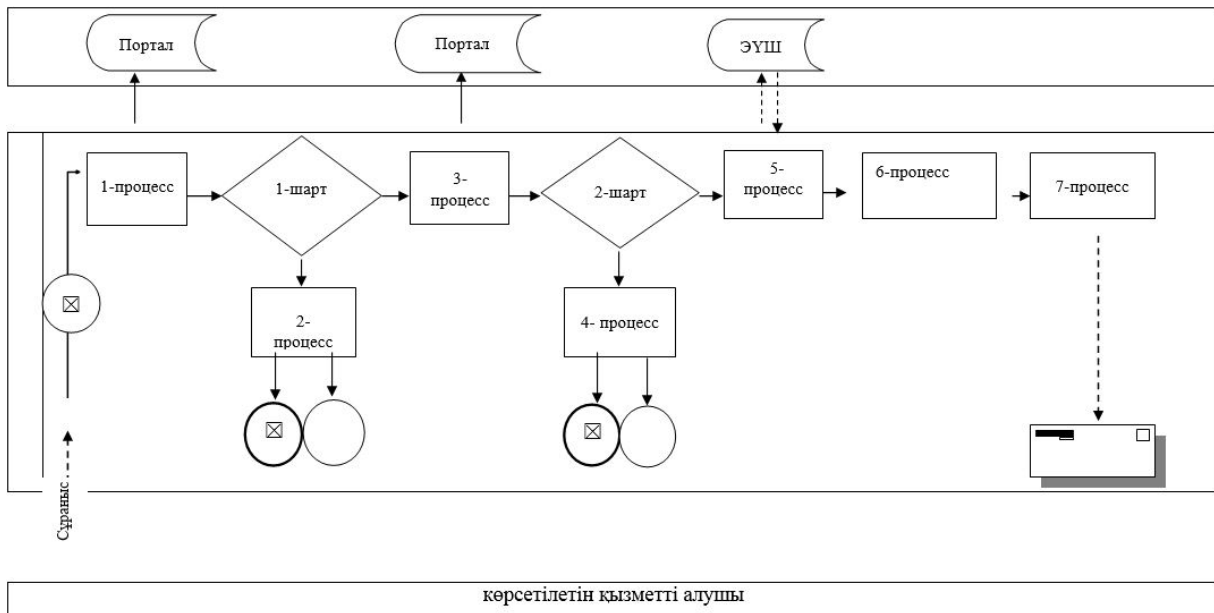 Портал
Портал
ЭҮШ
1-процесс
1-шарт
3-
процесс
2-шарт
5-
процесс
6-процесс
7-процесс
2-
процесс
4- процесс
Сұраныс
көрсетілетін қызметті алушы